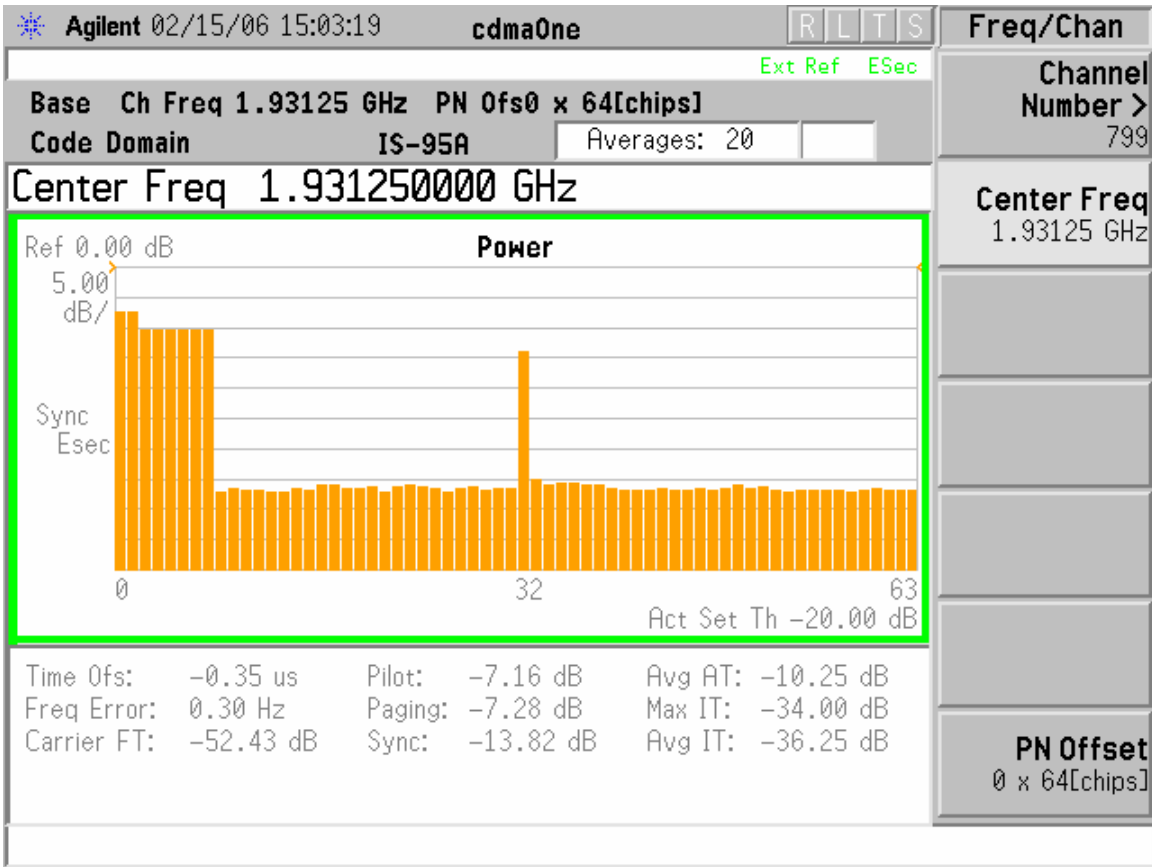 Agilent 02/15/06 15:03:19 cdmaOne R L T S Freq/Chan
Ext Ref ESec
Channel
Number >
799
Base Ch Freq 1.93125 GHz PN Ofs0 x 64[chips]
Code Domain IS-95A Averages: 20
Center Freq 1.931250000 GHz
Center Freq
1.93125 GHz
Ref 0.00 dB Power
5.00
dB/
Sync
Esec
0 32 63
Act Set Th -20.00 dB
Time Ofs: -0.35 us Pilot: -7.16 dB Avg AT: -10.25 dB
Freq Error: 0.30 Hz Paging: -7.28 dB Max IT: -34.00 dB
Carrier FT: -52.43 dB Sync: -13.82 dB Avg IT: -36.25 dB
PN Offset
0 x 64[chips]